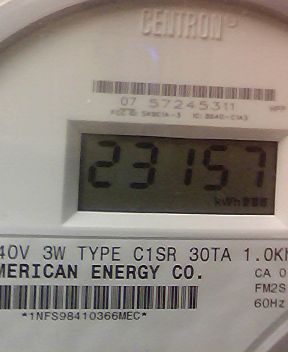 CENTRON
07 57245311
23157
kWh
40V 3W TYPE C1SR 30TA 1.0Kh
MERICAN ENERGY CO.
CA 0
FM2S
60Hz
*1NFS98410366MEC*